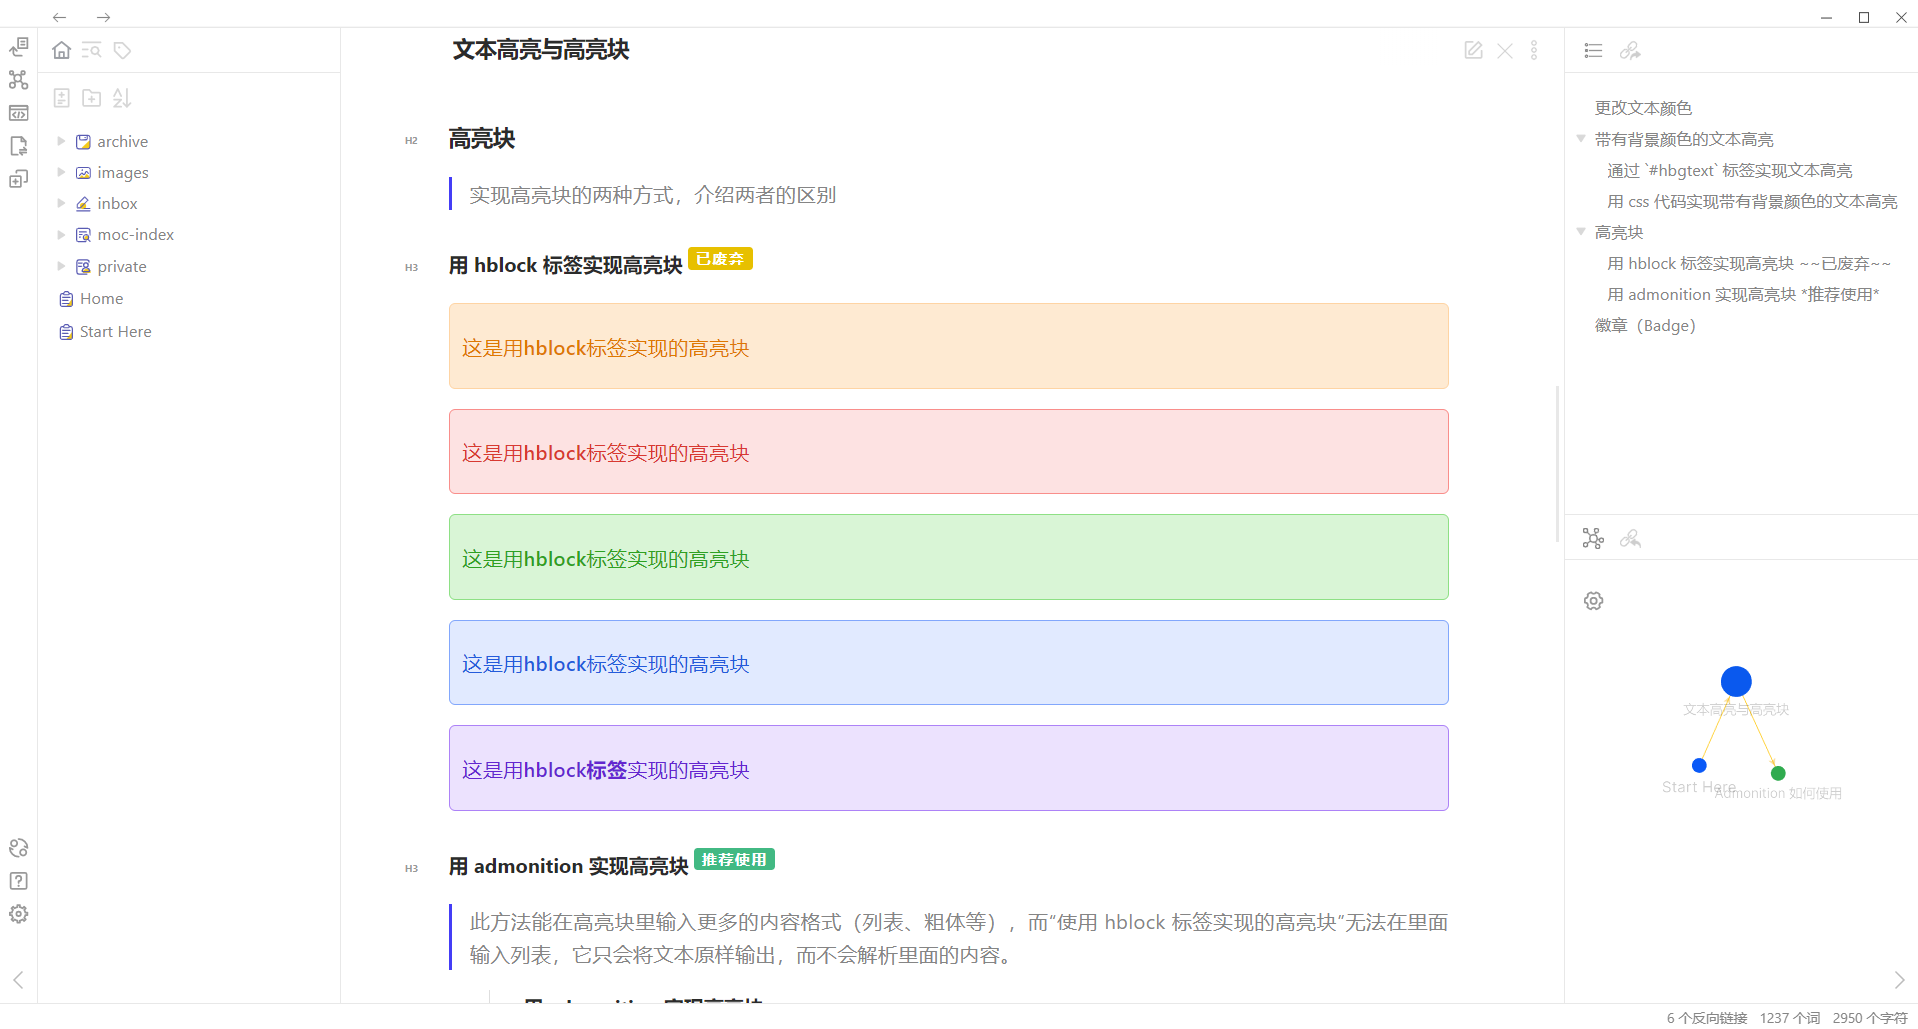 archive
images
inbox
moc-index
private
Home
Start Here
文本高亮与高亮块
H2
高亮块
实现高亮块的两种方式，介绍两者的区别
H3
用 hblock 标签实现高亮块 已废弃
这是用hblock标签实现的高亮块
这是用hblock标签实现的高亮块
这是用hblock标签实现的高亮块
这是用hblock标签实现的高亮块
这是用hblock标签实现的高亮块
H3
用 admonition 实现高亮块 推荐使用
此方法能在高亮块里输入更多的内容格式（列表、粗体等），而“使用 hblock 标签实现的高亮块”无法在里面
输入列表，它只会将文本原样输出，而不会解析里面的内容。
用 admonition 实现高亮块
更改文本颜色
带有背景颜色的文本高亮
通过 `#hbgtext` 标签实现文本高亮
用 css 代码实现带有背景颜色的文本高亮
高亮块
用 hblock 标签实现高亮块 ~~已废弃~~
用 admonition 实现高亮块 *推荐使用*
徽章（Badge）
文本高亮与高亮块
Start Here
Admonition 如何使用
6 个反向链接 1237 个词 2950 个字符